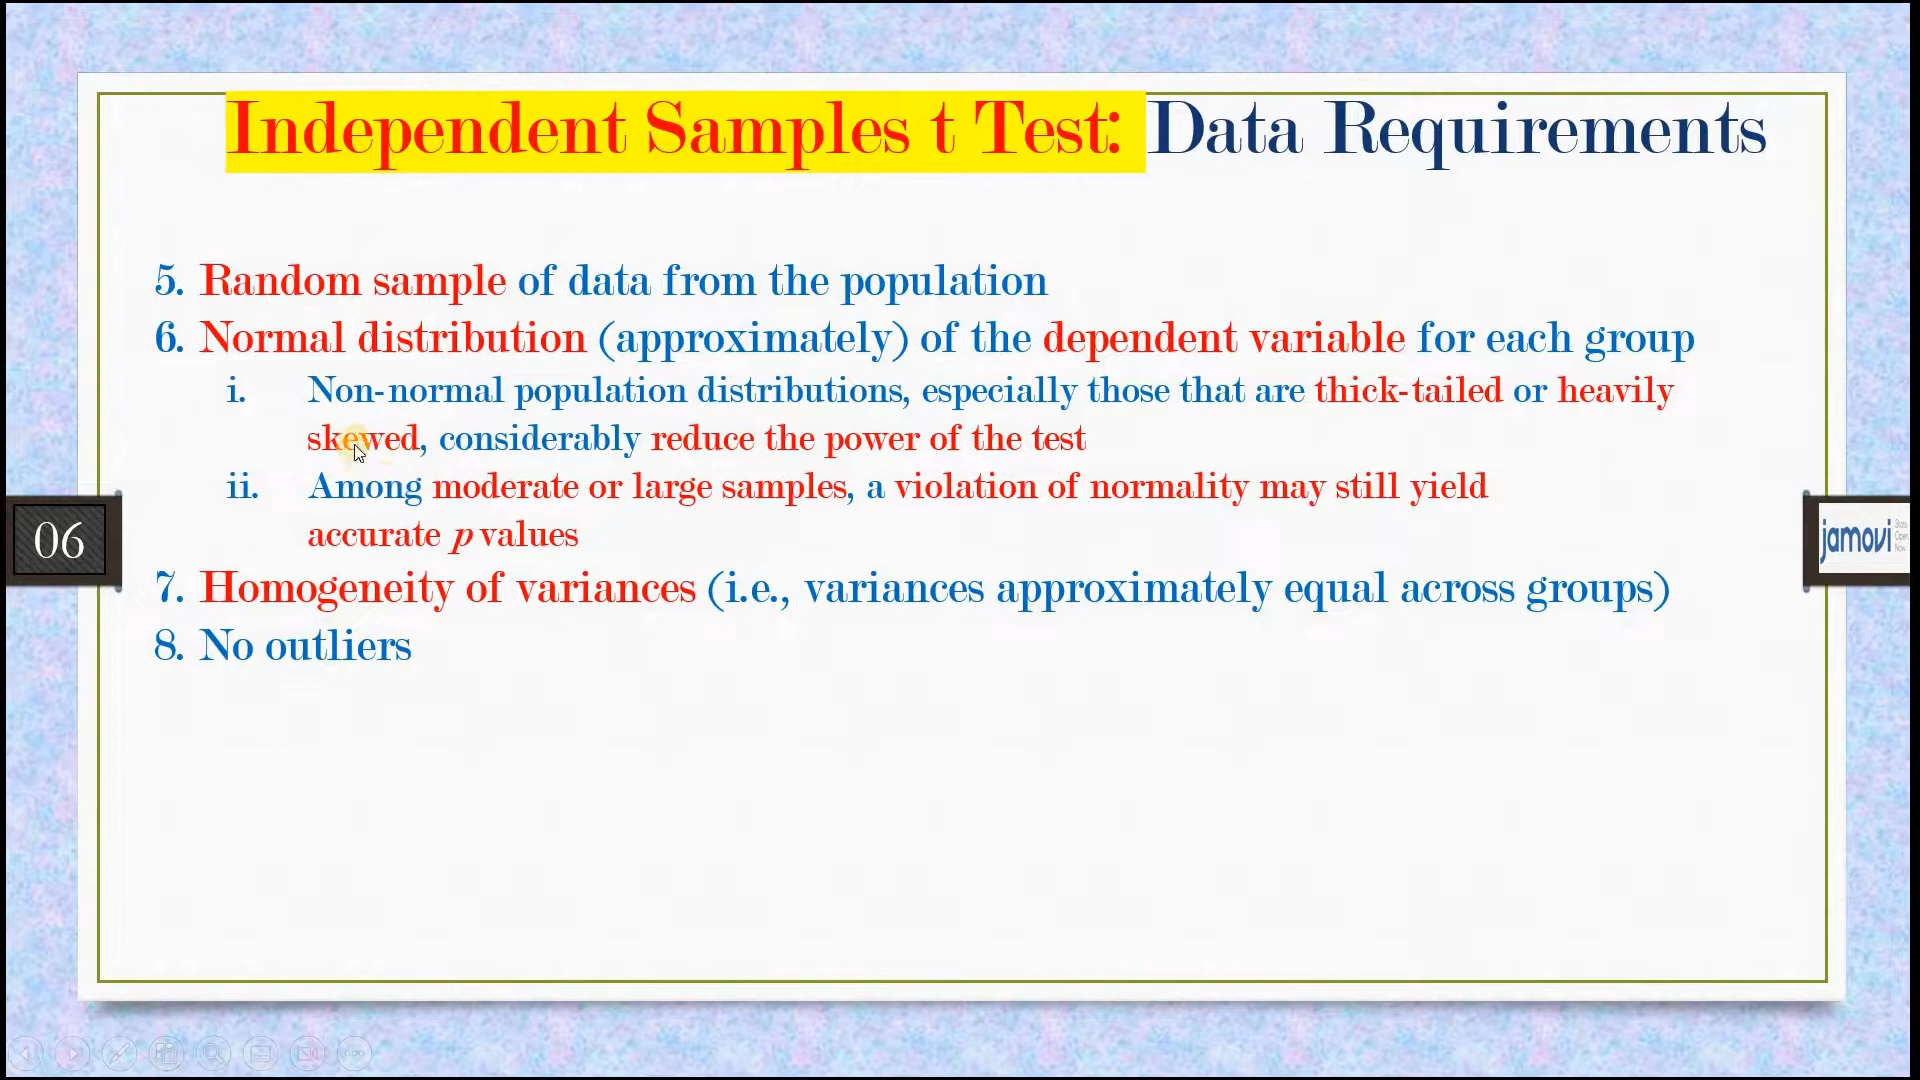 Independent Samples t Test: Data Requirements
5. Random sample of data from the population
6. Normal distribution (approximately) of the dependent variable for each group
i. Non-normal population distributions, especially those that are thick-tailed or heavily
skewed, considerably reduce the power of the test
ii. Among moderate or large samples, a violation of normality may still yield
accurate p values
06
jamovi
Stats.
Open.
Now.
7. Homogeneity of variances (i.e., variances approximately equal across groups)
8. No outliers